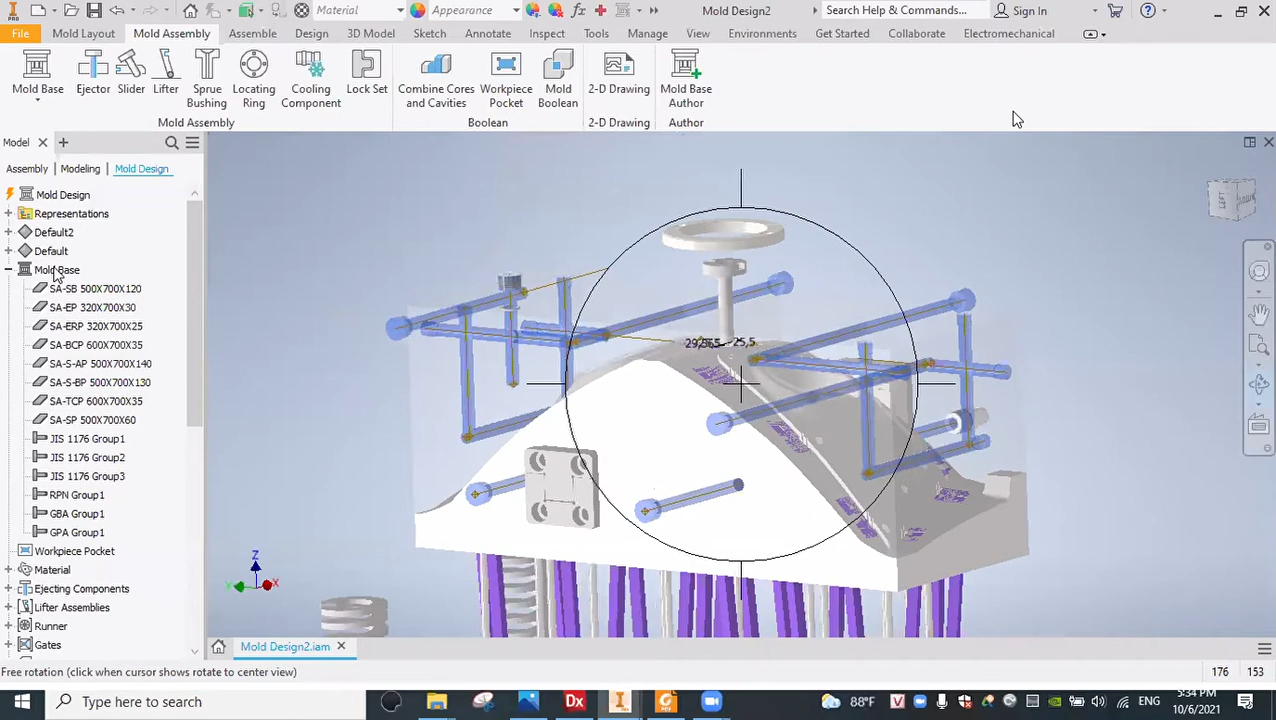 PRO
Material
Appearance
Mold Design2
Search Help & Commands...
Sign In
File
Mold Layout
Mold Assembly
Assemble
Design
3D Model
Sketch
Annotate
Inspect
Tools
Manage
View
Environments
Get Started
Collaborate
Electromechanical
Mold Base
Ejector
Slider
Lifter
Sprue Bushing
Locating Ring
Cooling Component
Lock Set
Combine Cores and Cavities
Workpiece Pocket
Mold Boolean
2-D Drawing
Mold Base Author
Mold Assembly
Boolean
2-D Drawing
Author
Model
Assembly
Modeling
Mold Design
Mold Design
Representations
Default2
Default
Mold Base
SA-SB 500X700X120
SA-EP 320X700X30
SA-ERP 320X700X25
SA-BCP 600X700X35
SA-S-AP 500X700X140
SA-S-BP 500X700X130
SA-TCP 600X700X35
SA-SP 500X700X60
JIS 1176 Group1
JIS 1176 Group2
JIS 1176 Group3
RPN Group1
GBA Group1
GPA Group1
Workpiece Pocket
Material
Ejecting Components
Lifter Assemblies
Runner
Gates
Z
Y
X
Mold Design2.iam
Free rotation (click when cursor shows rotate to center view)
176
153
Type here to search
88°F
ENG
5:34 PM
10/6/2021